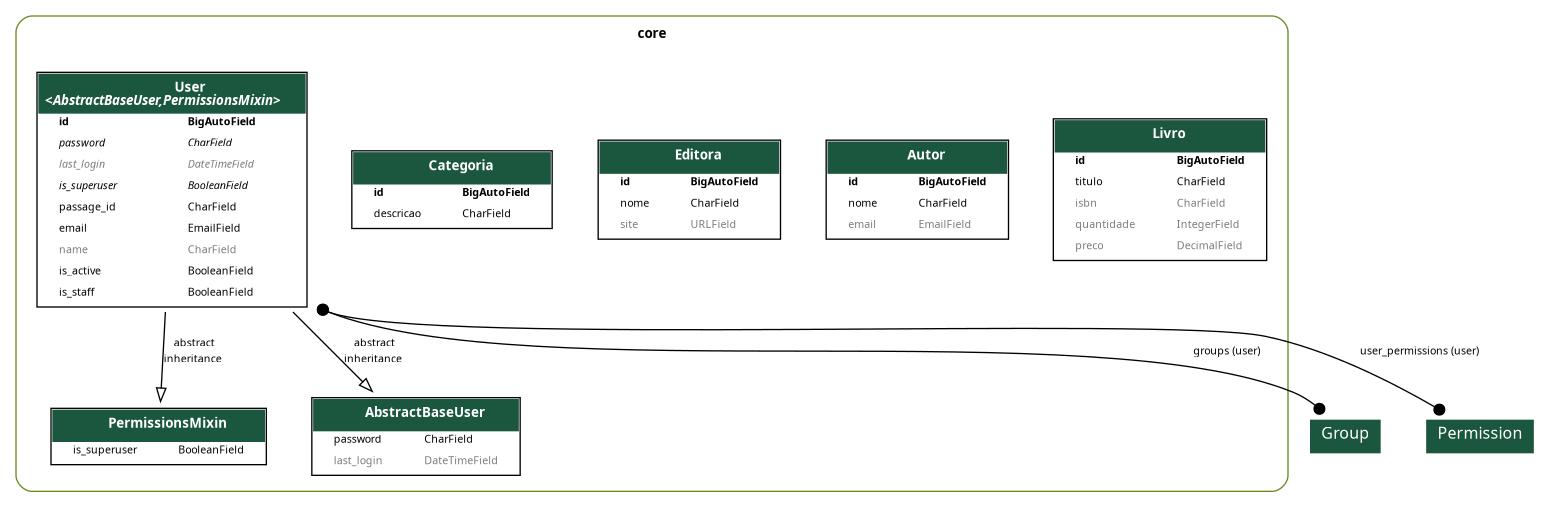 core
User
<AbstractBaseUser,PermissionsMixin>
id BigAutoField
password CharField
last_login DateTimeField
is_superuser BooleanField
passage_id CharField
email EmailField
name CharField
is_active BooleanField
is_staff BooleanField
Categoria
id BigAutoField
descricao CharField
Editora
id BigAutoField
nome CharField
site URLField
Autor
id BigAutoField
nome CharField
email EmailField
Livro
id BigAutoField
titulo CharField
isbn CharField
quantidade IntegerField
preco DecimalField
abstract
inheritance
abstract
inheritance
groups (user)
user_permissions (user)
PermissionsMixin
is_superuser BooleanField
AbstractBaseUser
password CharField
last_login DateTimeField
Group
Permission